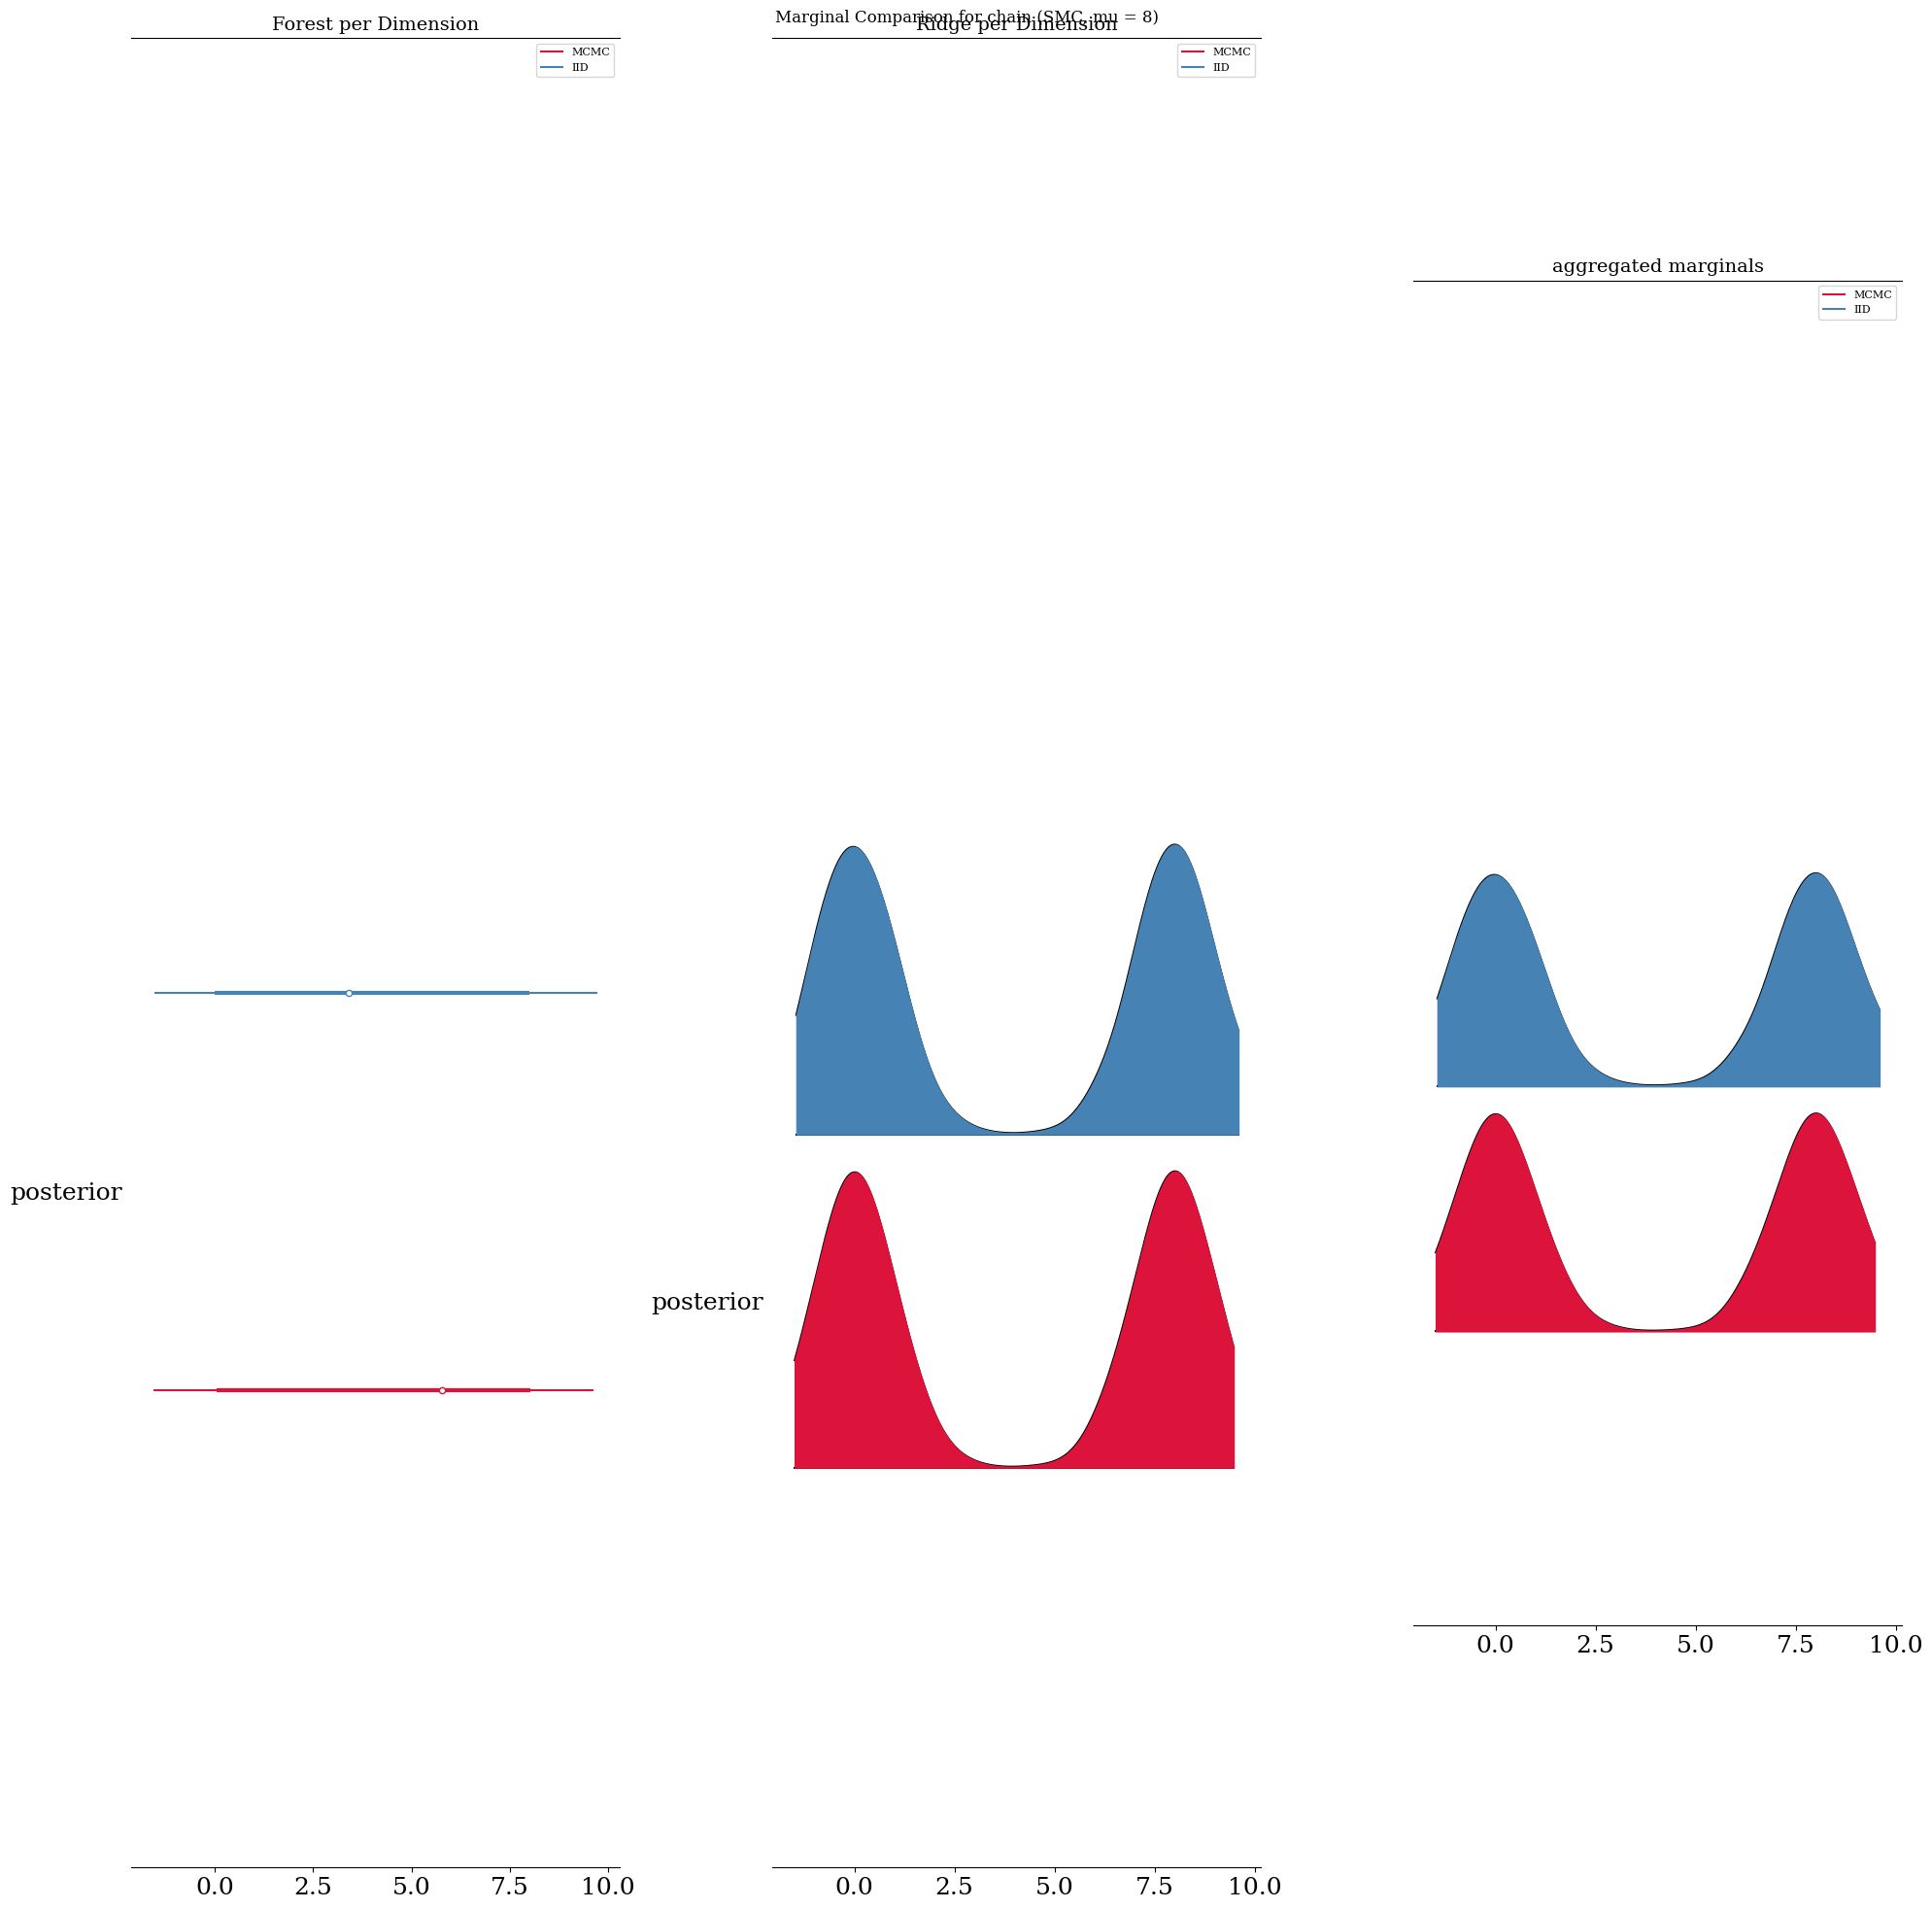 Marginal Comparison for chain (SMC, mu = 8)
Forest per Dimension
MCMC
IID
posterior
0.0 2.5 5.0 7.5 10.0
Ridge per Dimension
MCMC
IID
posterior
0.0 2.5 5.0 7.5 10.0
aggregated marginals
MCMC
IID
0.0 2.5 5.0 7.5 10.0